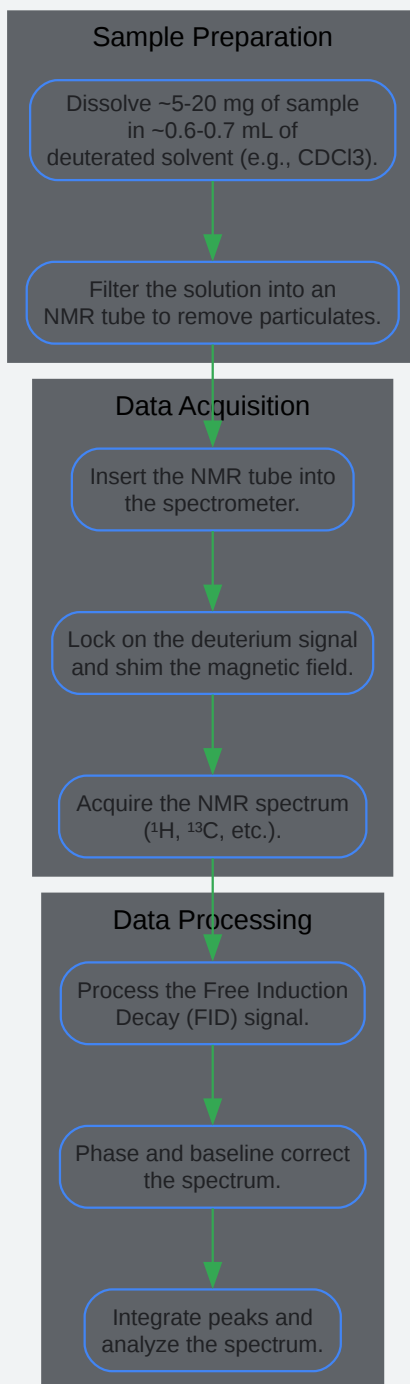 Sample Preparation
Dissolve ~5-20 mg of sample
in ~0.6-0.7 mL of
deuterated solvent (e.g., CDCl3).
Filter the solution into an
NMR tube to remove particulates.
Data Acquisition
Insert the NMR tube into
the spectrometer.
Lock on the deuterium signal
and shim the magnetic field.
Acquire the NMR spectrum
(¹H, ¹³C, etc.).
Data Processing
Process the Free Induction
Decay (FID) signal.
Phase and baseline correct
the spectrum.
Integrate peaks and
analyze the spectrum.